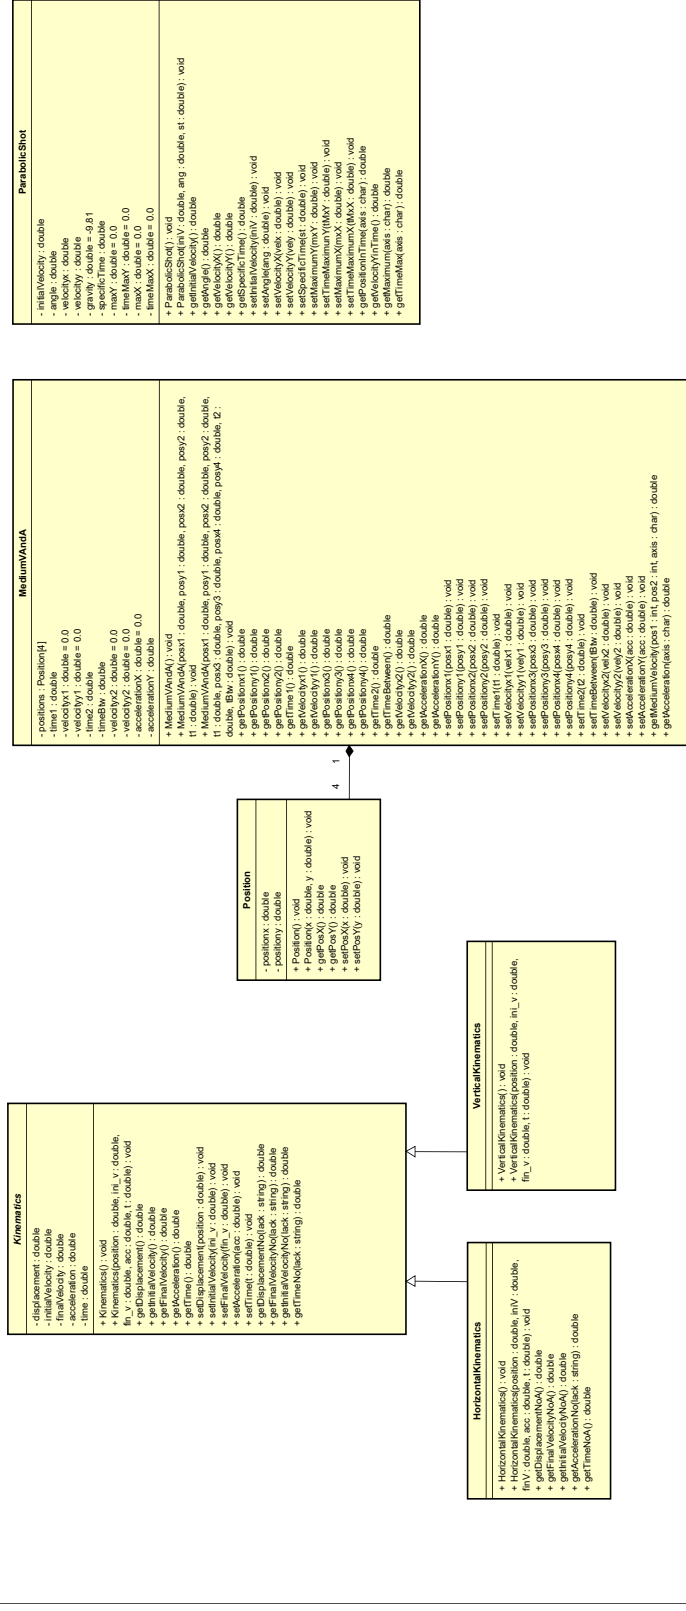 Kinematics
- displacement : double
- initialVelocity : double
- finalVelocity : double
- acceleration : double
- time : double
+ Kinematics() : void
+ Kinematics(position : double, ini_v : double,
fin_v : double, acc : double, t : double) : void
+ getDisplacement() : double
+ getInitialVelocity() : double
+ getFinalVelocity() : double
+ getAcceleration() : double
+ getTime() : double
+ setDisplacement(position : double) : void
+ setInitialVelocity(ini_v : double) : void
+ setFinalVelocity(fin_v : double) : void
+ setAcceleration(acc : double) : void
+ setTime(t : double) : void
+ getDisplacementNo(lack : string) : double
+ getFinalVelocityNo(lack : string) : double
+ getInitialVelocityNo(lack : string) : double
+ getTimeNo(lack : string) : double
HorizontalKinematics
+ HorizontalKinematics() : void
+ HorizontalKinematics(position : double, iniV : double,
finV : double, acc : double, t : double) : void
+ getDisplacementNoA() : double
+ getFinalVelocityNoA() : double
+ getInitialVelocityNoA() : double
+ getAccelerationNo(lack : string) : double
+ getTimeNoA() : double
VerticalKinematics
+ VerticalKinematics() : void
+ VerticalKinematics(position : double, ini_v : double,
fin_v : double, t : double) : void
Position
- positionx : double
- positiony : double
+ Position() : void
+ Position(x : double, y : double) : void
+ getPosX() : double
+ getPosY() : double
+ setPosX(x : double) : void
+ setPosY(y : double) : void
4
1
MediumVAndA
- positions : Position[4]
- time1 : double
- velocityx1 : double = 0.0
- velocityy1 : double = 0.0
- time2 : double
- timeBtw : double
- velocityx2 : double = 0.0
- velocityy2 : double = 0.0
- accelerationX : double = 0.0
- accelerationY : double
+ MediumVAndA() : void
+ MediumVAndA(posx1 : double, posy1 : double, posx2 : double, posy2 : double,
t1 : double) : void
+ MediumVAndA(posx1 : double, posy1 : double, posx2 : double, posy2 : double,
t1 : double, posx3 : double, posy3 : double, posx4 : double, posy4 : double, t2 :
double, tBtw : double) : void
+ getPositionx1() : double
+ getPositiony1() : double
+ getPositionx2() : double
+ getPositiony2() : double
+ getTime1() : double
+ getVelocityx1() : double
+ getVelocityy1() : double
+ getPositionx3() : double
+ getPositiony3() : double
+ getPositionx4() : double
+ getPositiony4() : double
+ getTime2() : double
+ getTimeBetween() : double
+ getVelocityx2() : double
+ getVelocityy2() : double
+ getAccelerationX() : double
+ getAccelerationY() : double
+ setPositionx1(posx1 : double) : void
+ setPositiony1(posy1 : double) : void
+ setPositionx2(posx2 : double) : void
+ setPositiony2(posy2 : double) : void
+ setTime1(t1 : double) : void
+ setVelocityx1(velx1 : double) : void
+ setVelocityy1(vely1 : double) : void
+ setPositionx3(posx3 : double) : void
+ setPositiony3(posy3 : double) : void
+ setPositionx4(posx4 : double) : void
+ setPositiony4(posy4 : double) : void
+ setTime2(t2 : double) : void
+ setTimeBetween(tBtw : double) : void
+ setVelocityx2(velx2 : double) : void
+ setVelocityy2(vely2 : double) : void
+ setAccelerationX(acc : double) : void
+ setAccelerationY(acc : double) : void
+ getMediumVelocity(pos1 : int, pos2 : int, axis : char) : double
+ getAcceleration(axis : char) : double
ParabolicShot
- initialVelocity : double
- angle : double
- velocityx : double
- velocityy : double
- gravity : double = -9.81
- specificTime : double
- maxY : double = 0.0
- timeMaxY : double = 0.0
- maxX : double = 0.0
- timeMaxX : double = 0.0
+ ParabolicShot() : void
+ ParabolicShot(iniV : double, ang : double, st : double) : void
+ getInitialVelocity() : double
+ getAngle() : double
+ getVelocityX() : double
+ getVelocityY() : double
+ getSpecificTime() : double
+ setInitialVelocity(iniV : double) : void
+ setAngle(ang : double) : void
+ setVelocityX(velx : double) : void
+ setVelocityY(vely : double) : void
+ setSpecificTime(st : double) : void
+ setMaximumY(mxY : double) : void
+ setTimeMaximunY(tMxY : double) : void
+ setMaximumX(mxX : double) : void
+ setTimeMaximumX(tMxX : double) : void
+ getPositionInTime(axis : char) : double
+ getVelocityYinTime() : double
+ getMaximum(axis : char) : double
+ getTimeMax(axis : char) : double